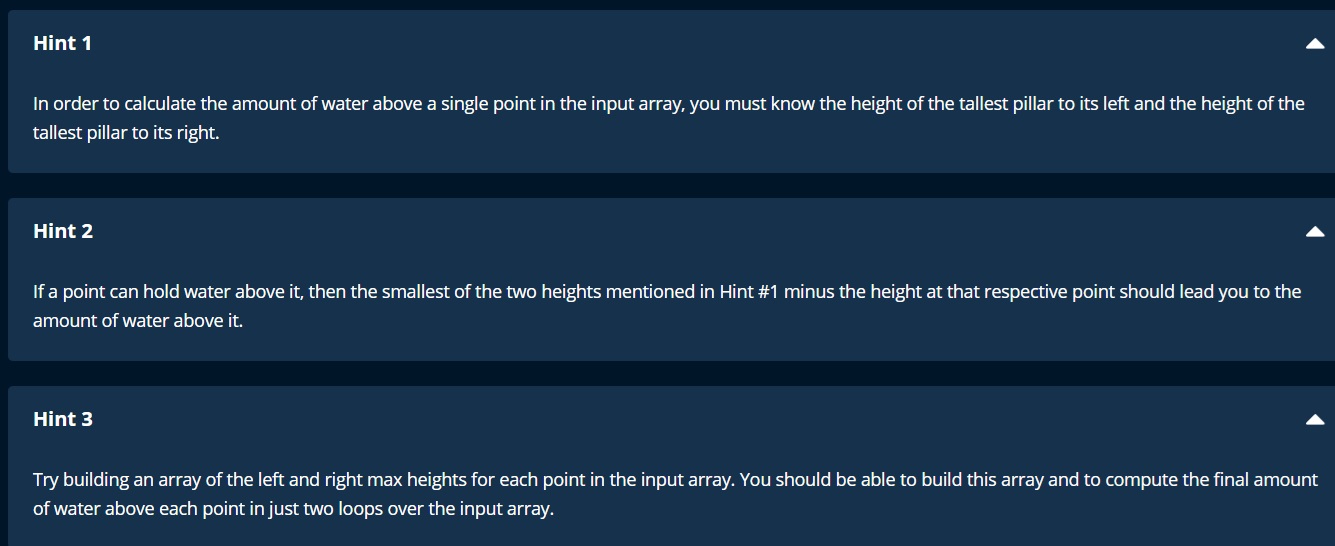 Hint 1
In order to calculate the amount of water above a single point in the input array, you must know the height of the tallest pillar to its left and the height of the
tallest pillar to its right.
Hint 2
If a point can hold water above it, then the smallest of the two heights mentioned in Hint #1 minus the height at that respective point should lead you to the
amount of water above it.
Hint 3
Try building an array of the left and right max heights for each point in the input array. You should be able to build this array and to compute the final amount
of water above each point in just two loops over the input array.